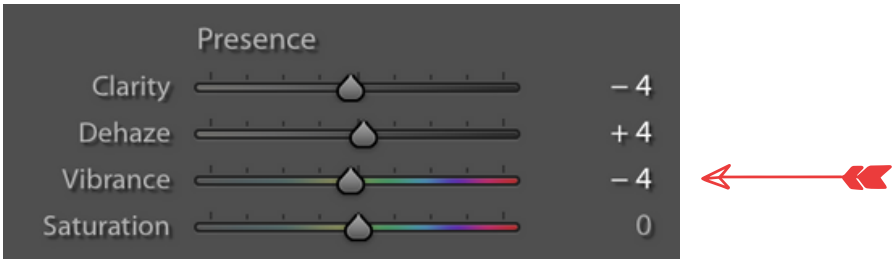 Presence
Clarity – 4
Dehaze + 4
Vibrance – 4
Saturation 0